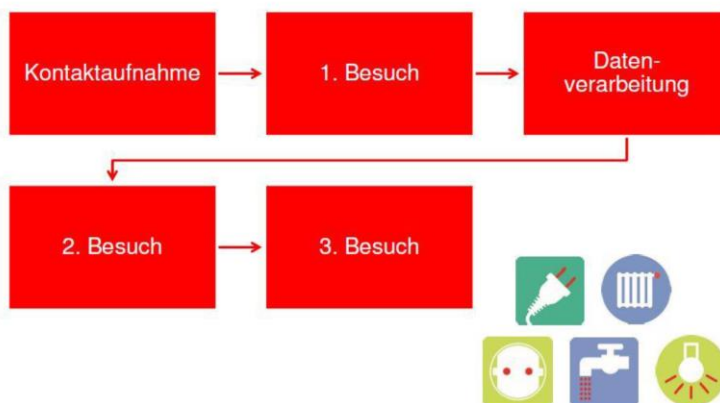 Kontaktaufnahme
1. Besuch
Daten-
verarbeitung
2. Besuch
3. Besuch